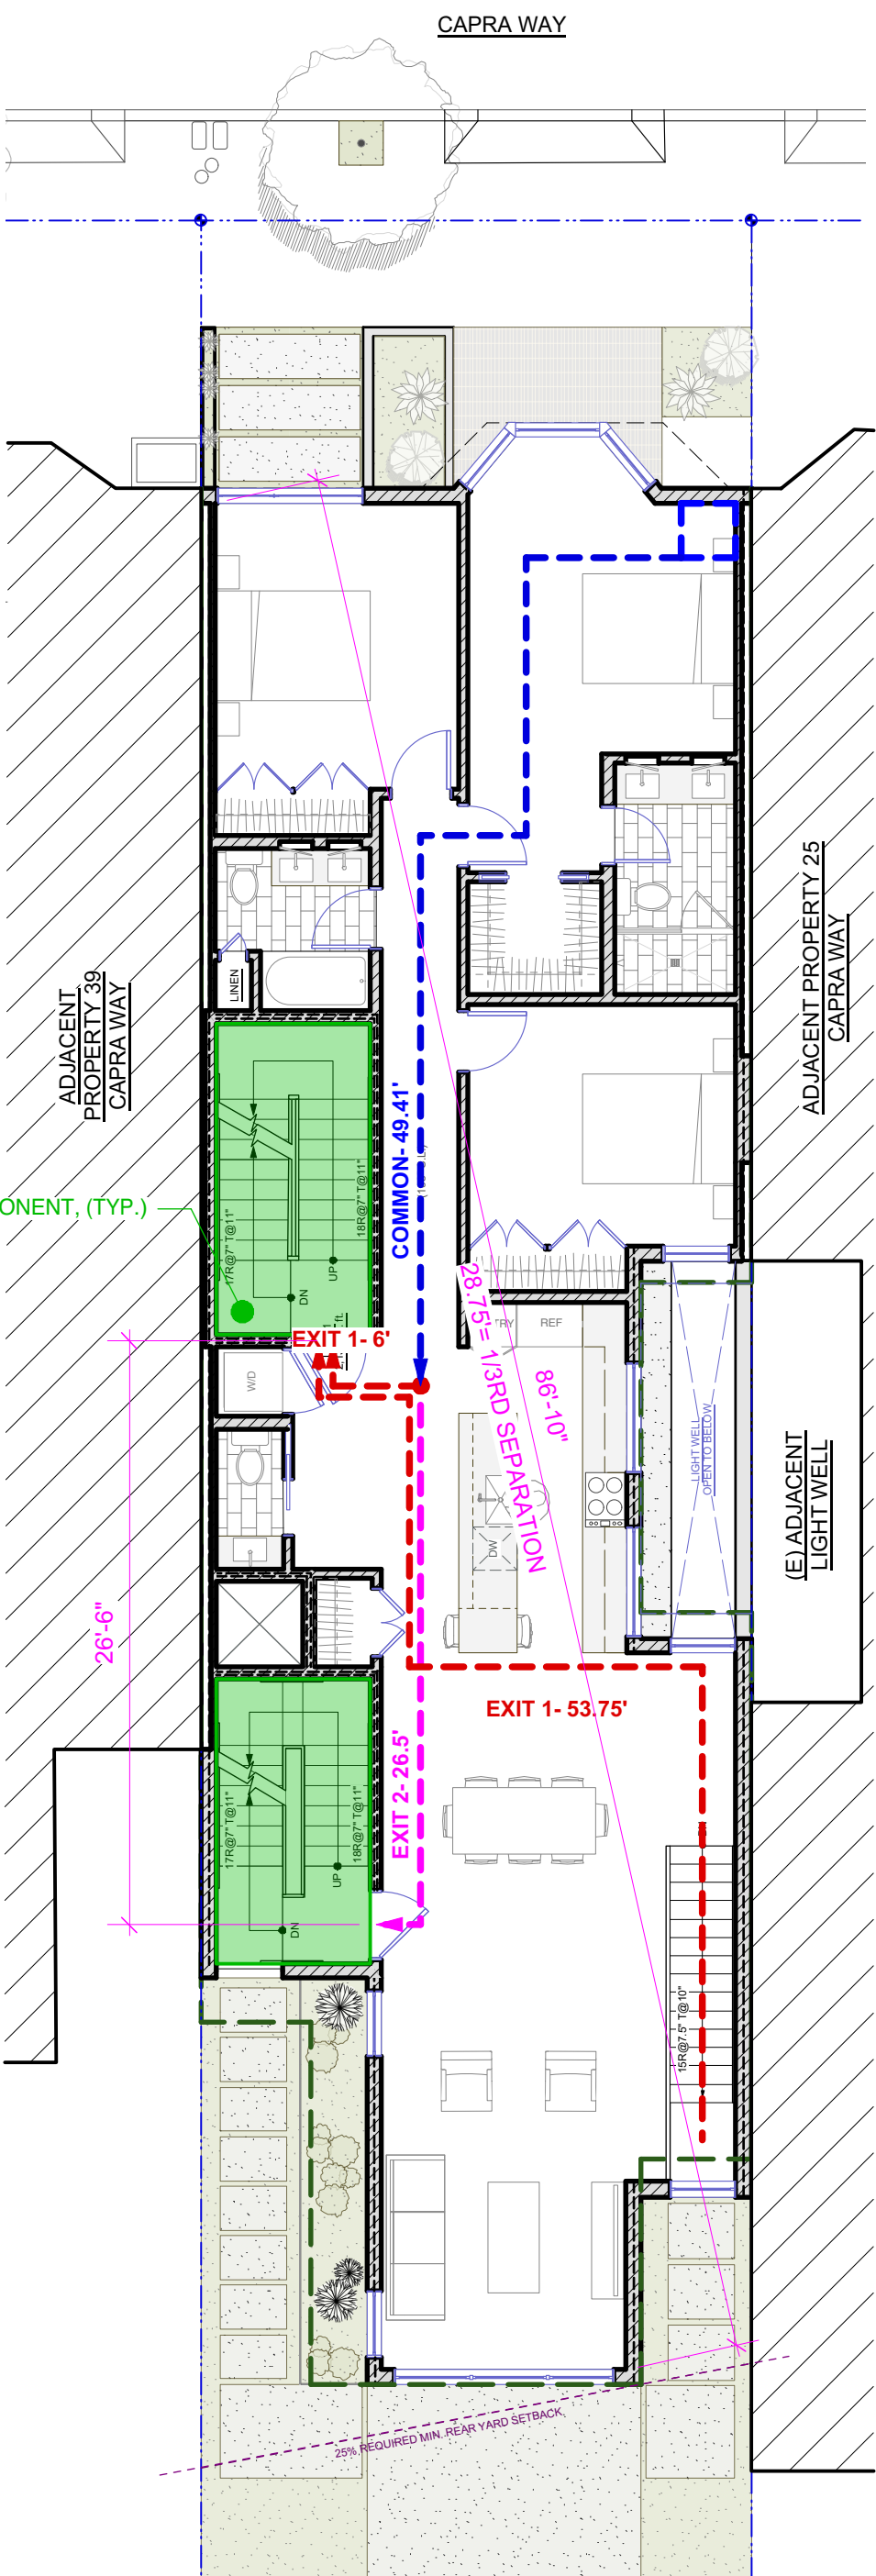 CAPRA WAY
ADJACENT
PROPERTY 39
CAPRA WAY
ADJACENT PROPERTY 25
CAPRA WAY
LINEN
COMMON- 49.41'
ONENT, (TYP.)
17R@7" T@11"
18R@7" T@11"
UP
DN
EXIT 1- 6'
W/D
REF
28.75'= 1/3RD SEPARATION
86'-10"
LIGHT WELL
OPEN TO BELOW
(E) ADJACENT
LIGHT WELL
DW
26'-6"
EXIT 1- 53.75'
EXIT 2- 26.5'
17R@7" T@11"
18R@7" T@11"
UP
DN
15R@7.5" T@10"
25% REQUIRED MIN. REAR YARD SETBACK